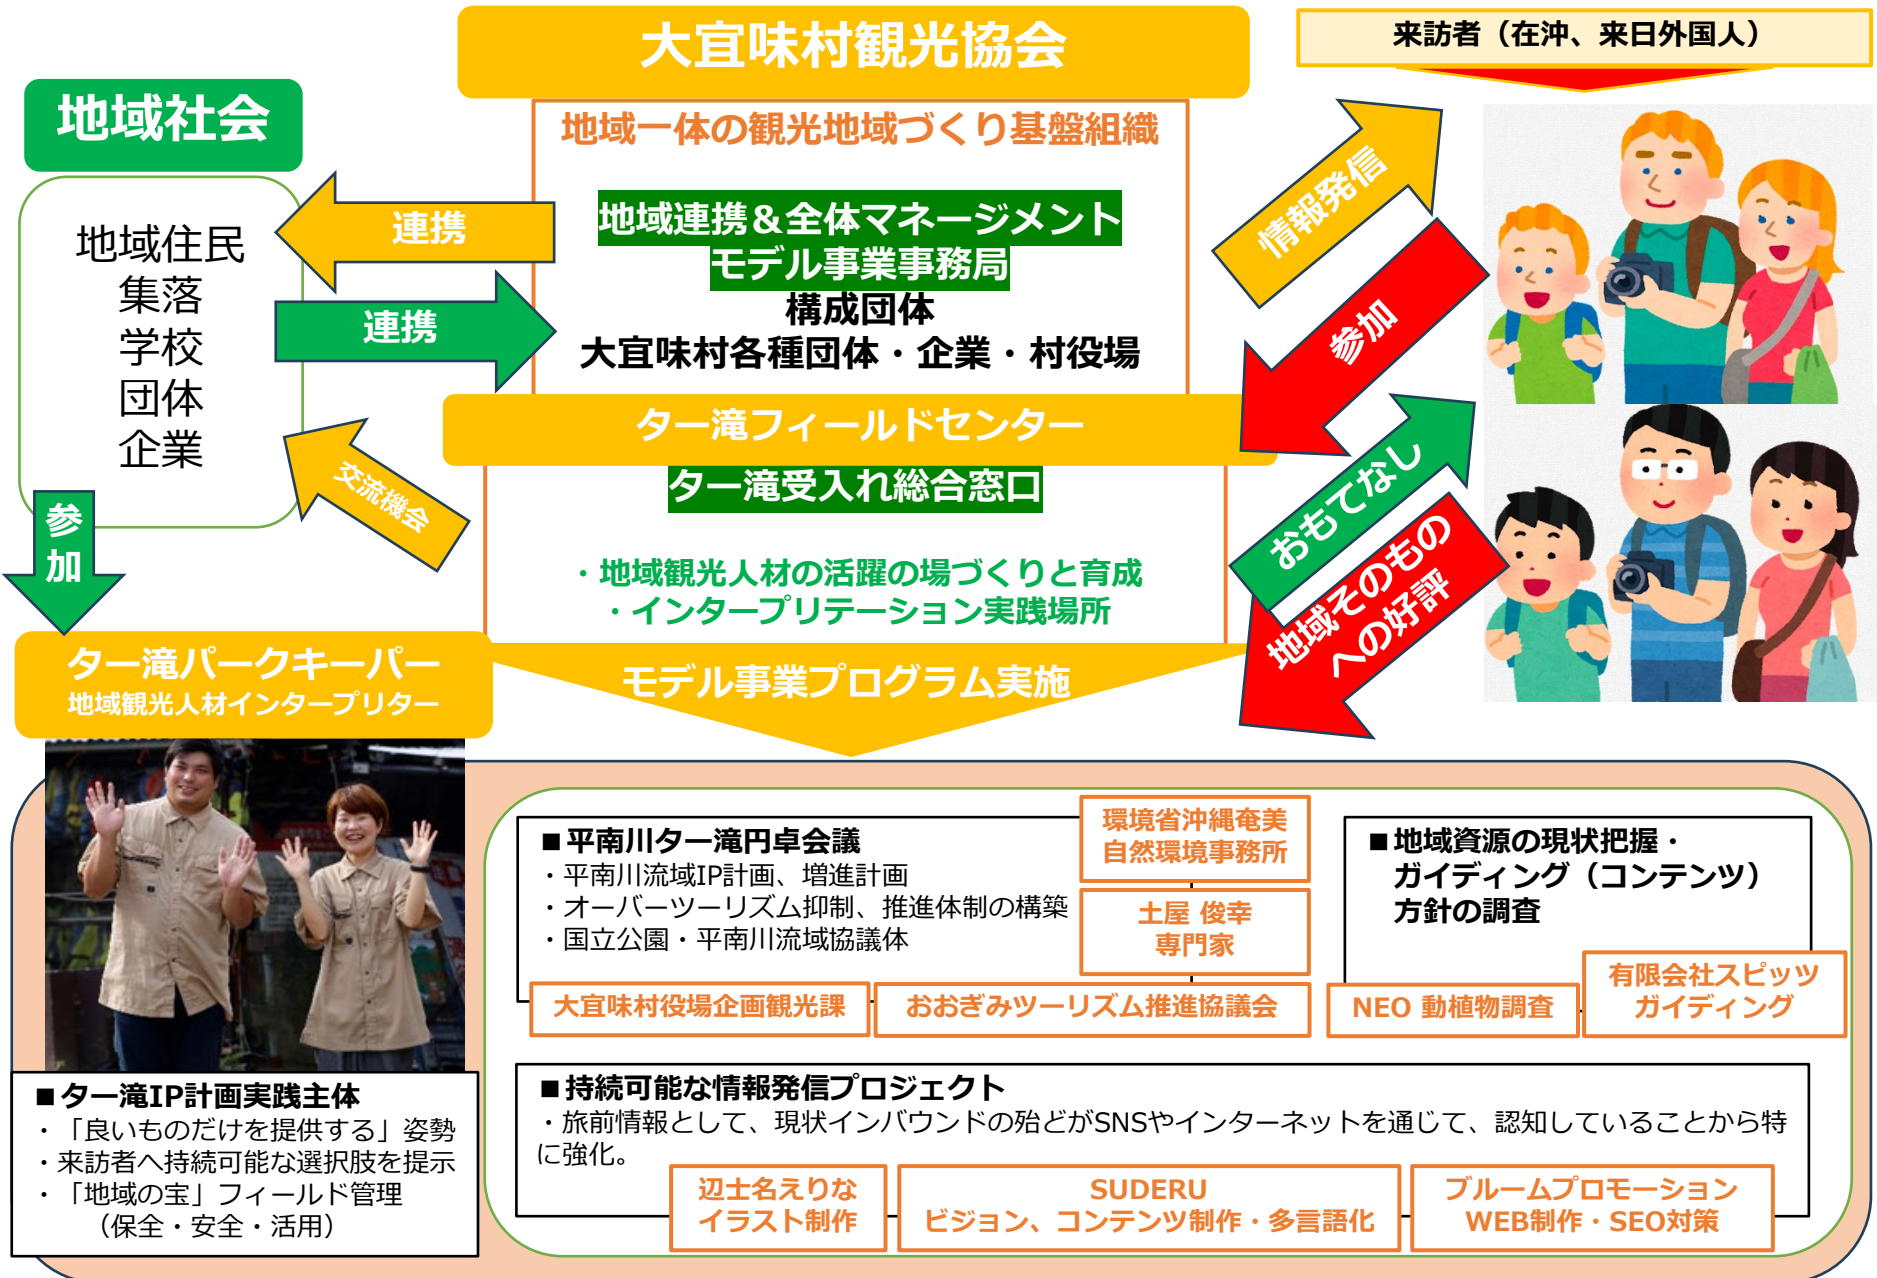 大宜味村観光協会
来訪者（在沖、来日外国人）
地域社会
地域一体の観光地域づくり基盤組織
地域連携＆全体マネージメント
モデル事業事務局
構成団体
大宜味村各種団体・企業・村役場
連携
連携
地域住民
集落
学校
団体
企業
情報発信
参加
ター滝フィールドセンター
ター滝受入れ総合窓口
・地域観光人材の活躍の場づくりと育成
・インタープリテーション実践場所
交流機会
参
加
おもてなし
地域そのもの
への好評
ター滝パークキーパー
地域観光人材インタープリター
モデル事業プログラム実施
■平南川ター滝円卓会議
・平南川流域IP計画、増進計画
・オーバーツーリズム抑制、推進体制の構築
・国立公園・平南川流域協議体
環境省沖縄奄美
自然環境事務所
土屋 俊幸
専門家
大宜味村役場企画観光課
おおぎみツーリズム推進協議会
■地域資源の現状把握・
ガイディング（コンテンツ）
方針の調査
NEO 動植物調査
有限会社スピッツ
ガイディング
■ター滝IP計画実践主体
・「良いものだけを提供する」姿勢
・来訪者へ持続可能な選択肢を提示
・「地域の宝」フィールド管理
（保全・安全・活用）
■持続可能な情報発信プロジェクト
・旅前情報として、現状インバウンドの殆どがSNSやインターネットを通じて、認知していることから特
に強化。
辺士名えりな
イラスト制作
SUDERU
ビジョン、コンテンツ制作・多言語化
ブルームプロモーション
WEB制作・SEO対策